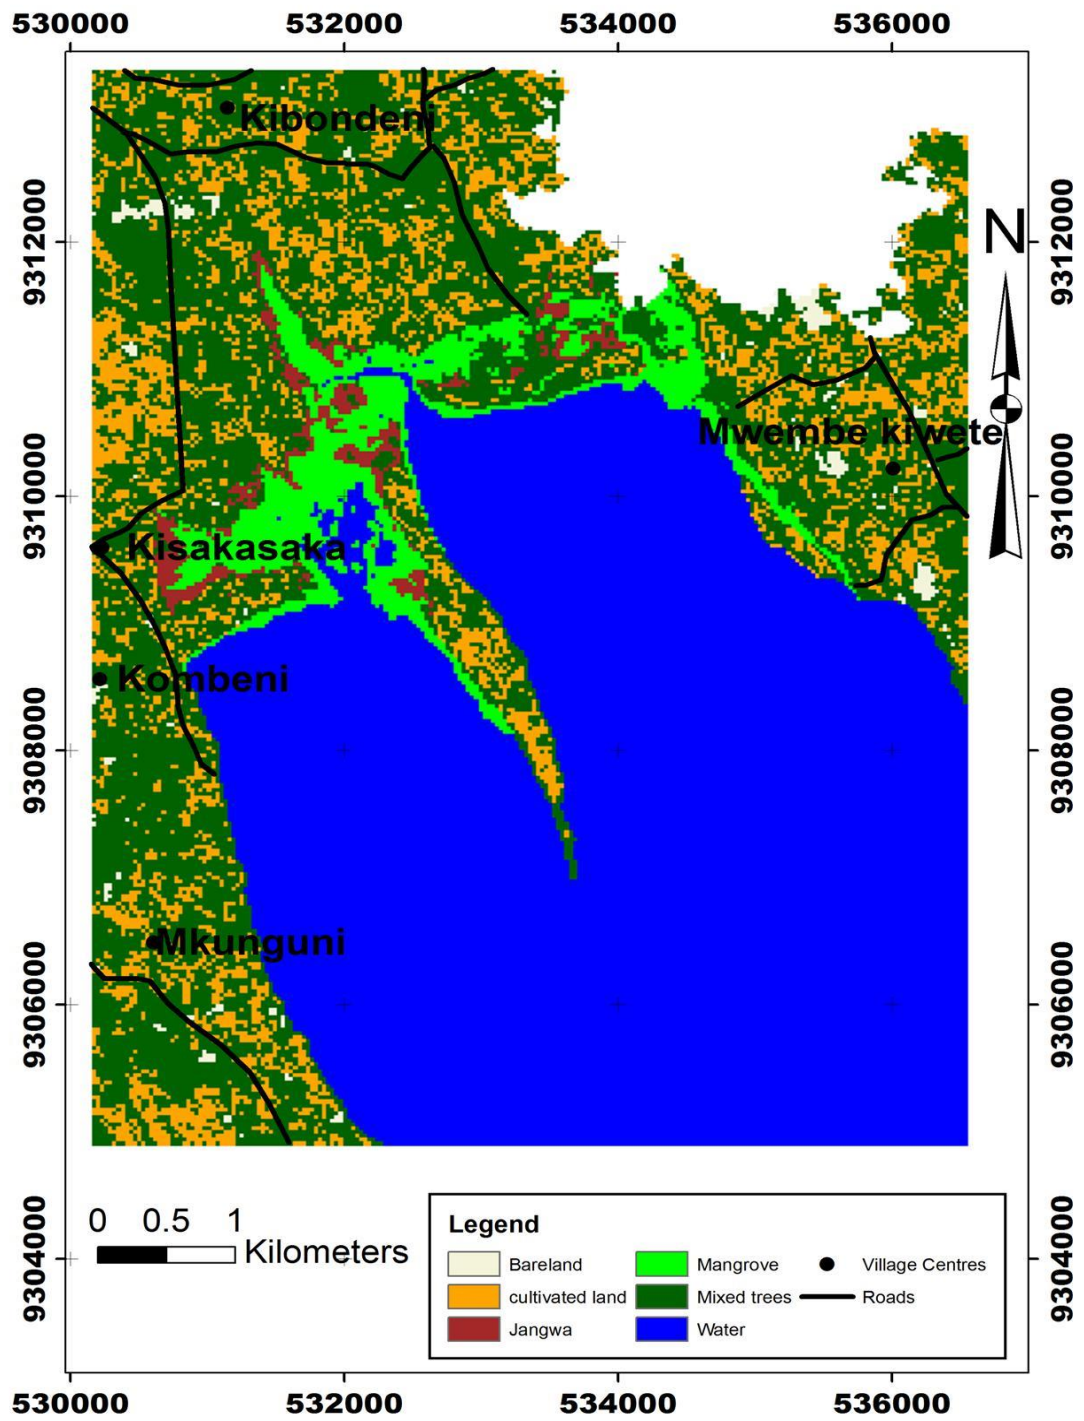 530000 532000 534000 536000
Kibondeni
9312000
9312000
N
Mwembe kiwete
9310000
9310000
Kisakasaka
Kombeni
9308000
9308000
Mkunguni
9306000
9306000
0 0.5 1
Kilometers
9304000
9304000
Legend
Bareland
cultivated land
Jangwa
Mangrove
Mixed trees
Water
Village Centres
Roads
530000 532000 534000 536000